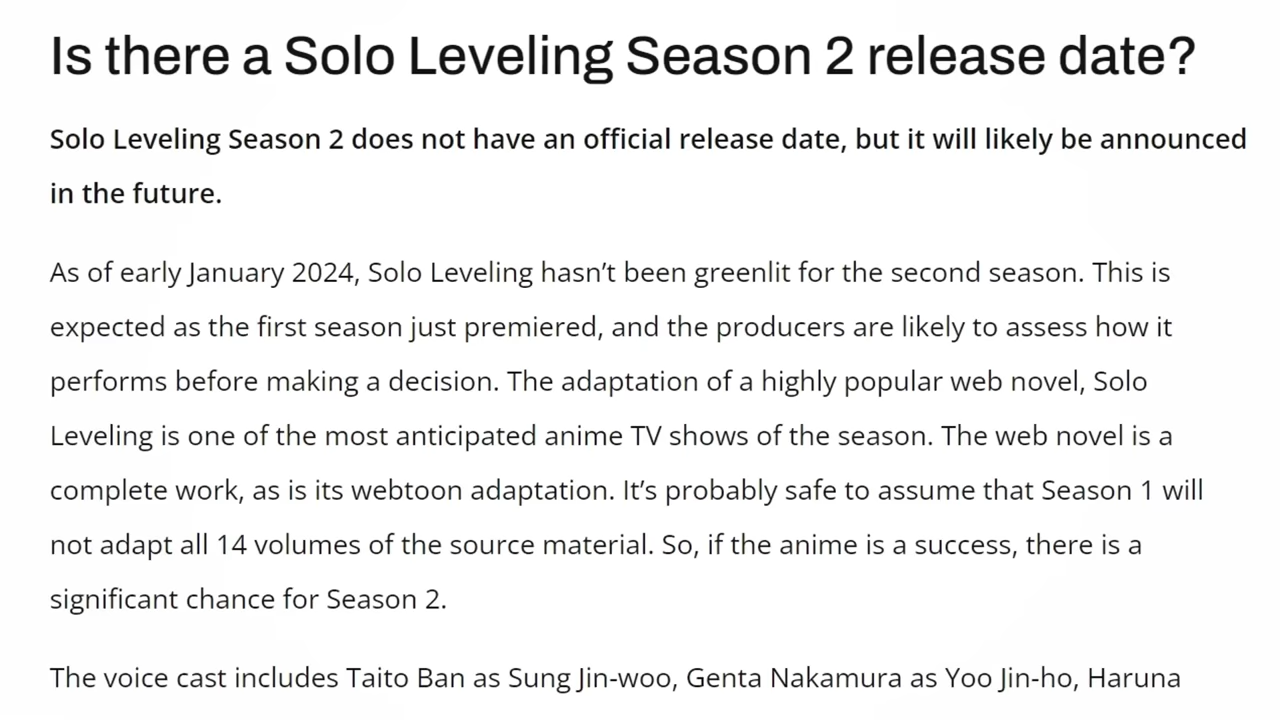 Is there a Solo Leveling Season 2 release date?
Solo Leveling Season 2 does not have an official release date, but it will likely be announced
in the future.
As of early January 2024, Solo Leveling hasn’t been greenlit for the second season. This is
expected as the first season just premiered, and the producers are likely to assess how it
performs before making a decision. The adaptation of a highly popular web novel, Solo
Leveling is one of the most anticipated anime TV shows of the season. The web novel is a
complete work, as is its webtoon adaptation. It’s probably safe to assume that Season 1 will
not adapt all 14 volumes of the source material. So, if the anime is a success, there is a
significant chance for Season 2.
The voice cast includes Taito Ban as Sung Jin-woo, Genta Nakamura as Yoo Jin-ho, Haruna